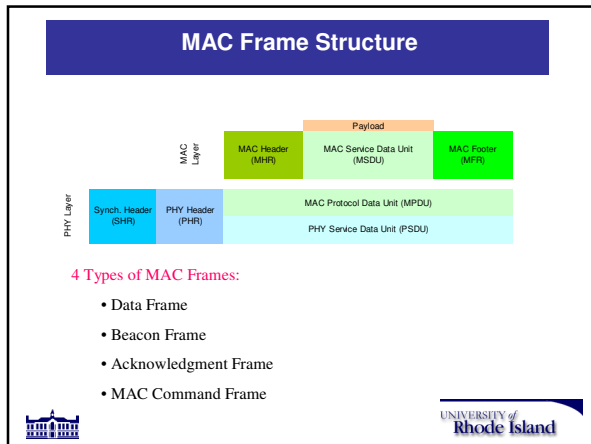 MAC Frame Structure
Payload
MAC Layer
MAC Header (MHR)
MAC Service Data Unit (MSDU)
MAC Footer (MFR)
PHY Layer
Synch. Header (SHR)
PHY Header (PHR)
MAC Protocol Data Unit (MPDU)
PHY Service Data Unit (PSDU)
4 Types of MAC Frames:
• Data Frame
• Beacon Frame
• Acknowledgment Frame
• MAC Command Frame
UNIVERSITY of
Rhode Island